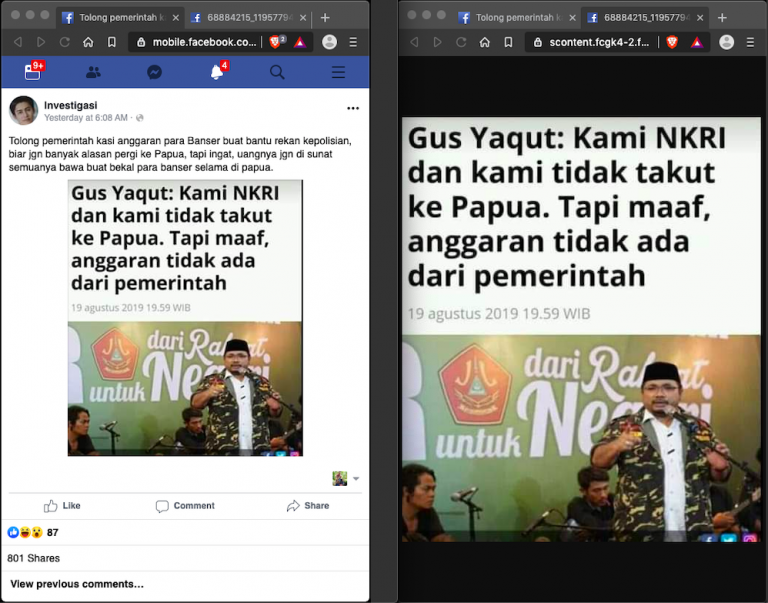 Tolong pemerintah k
68884215_11957794
mobile.facebook.co...
2
9+
4
Investigasi
Yesterday at 6:08 AM ·
Tolong pemerintah kasi anggaran para Banser buat bantu rekan kepolisian,
biar jgn banyak alasan pergi ke Papua, tapi ingat, uangnya jgn di sunat
semuanya bawa buat bekal para banser selama di papua.
Gus Yaqut: Kami NKRI
dan kami tidak takut
ke Papua. Tapi maaf,
anggaran tidak ada
dari pemerintah
19 agustus 2019 19.59 WIB
dari Rakyat
untuk Negeri
Like
Comment
Share
87
801 Shares
View previous comments...
Tolong pemerintah k
68884215_11957794
scontent.fcgk4-2.f...
Gus Yaqut: Kami NKRI
dan kami tidak takut
ke Papua. Tapi maaf,
anggaran tidak ada
dari pemerintah
19 agustus 2019 19.59 WIB
dari Rakyat
untuk Negeri